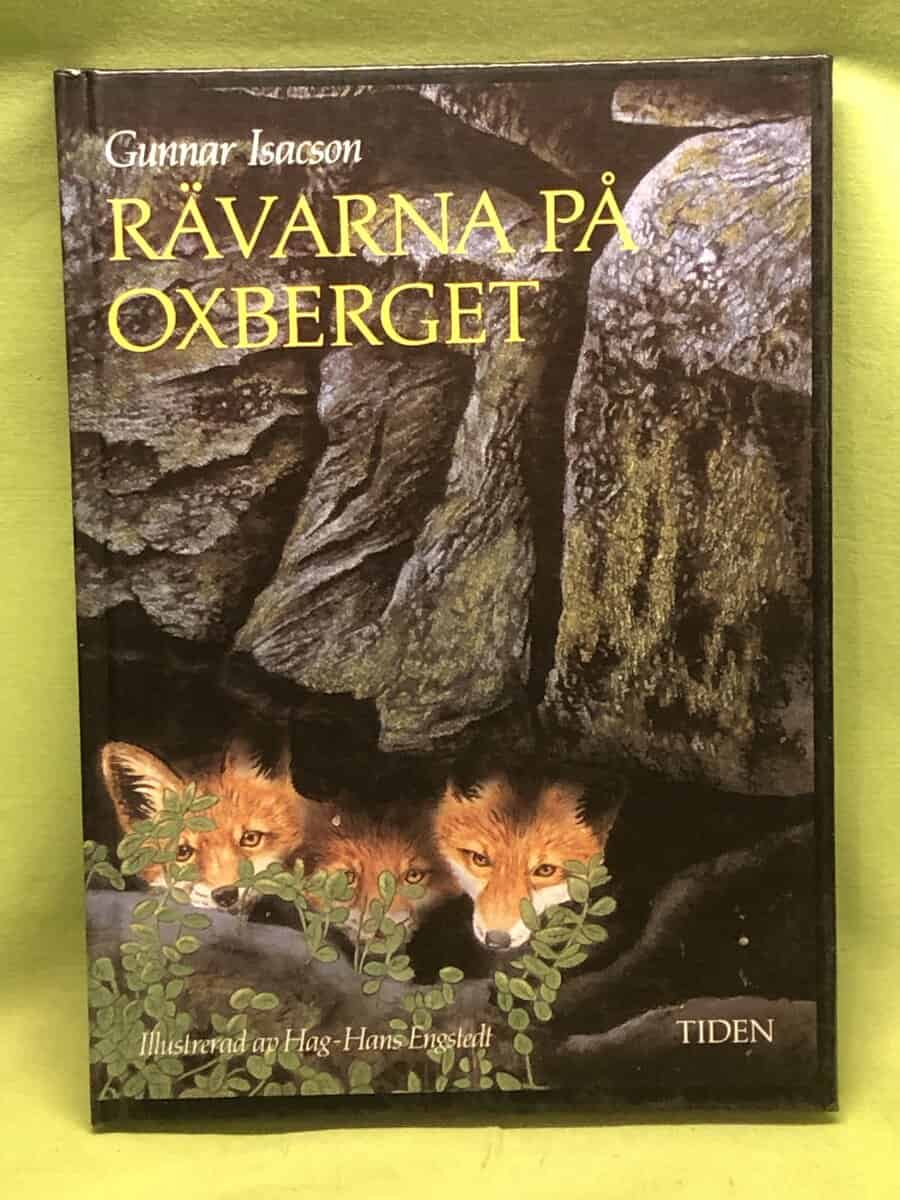 Gunnar Isacson
RÄVARNA PÅ
OXBERGET
Illustrerad av Hag-Hans Engstedt
TIDEN